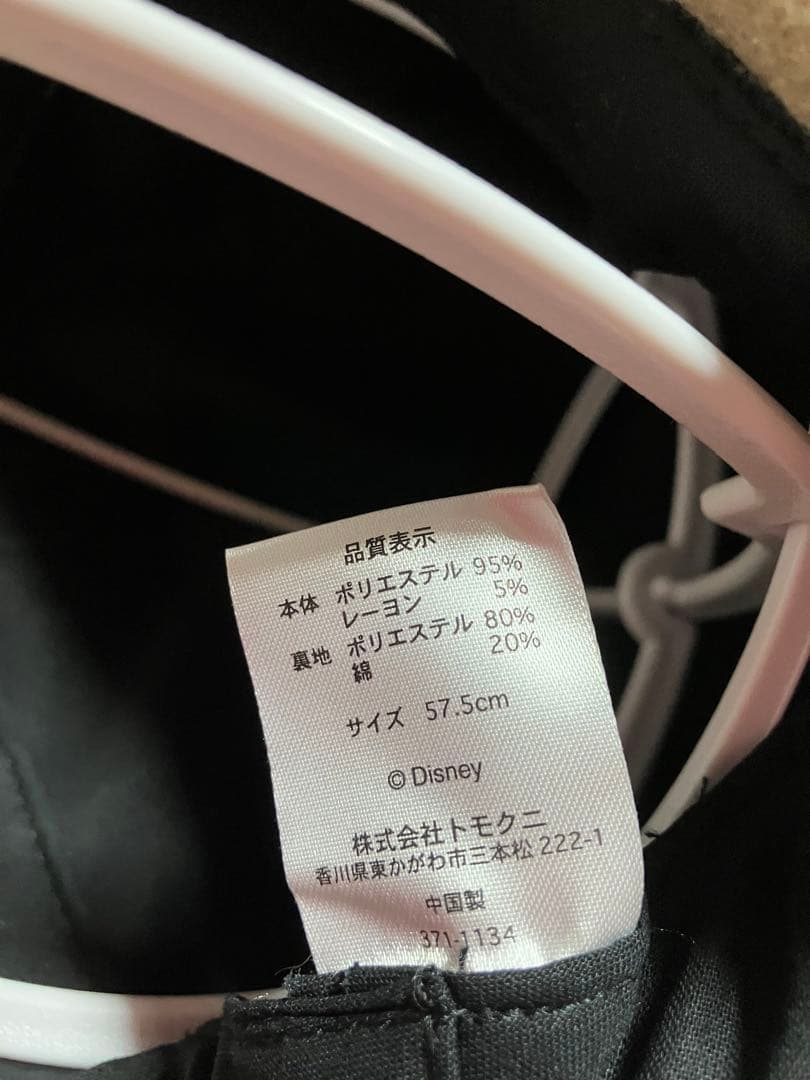 品質表示
本体 ポリエステル 95%
レーヨン 5%
裏地 ポリエステル 80%
綿 20%
サイズ 57.5cm
© Disney
株式会社トモクニ
香川県東かがわ市三本松 222-1
中国製
371-1134